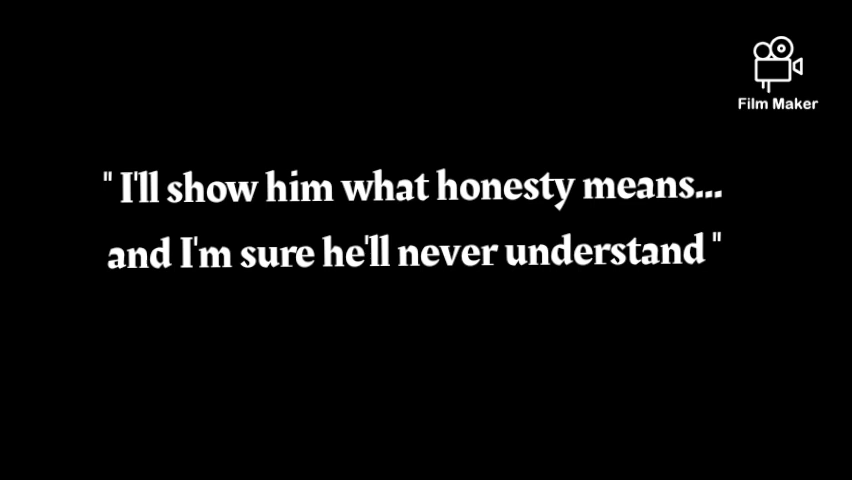 Film Maker
" I'll show him what honesty means...
and I'm sure he'll never understand "